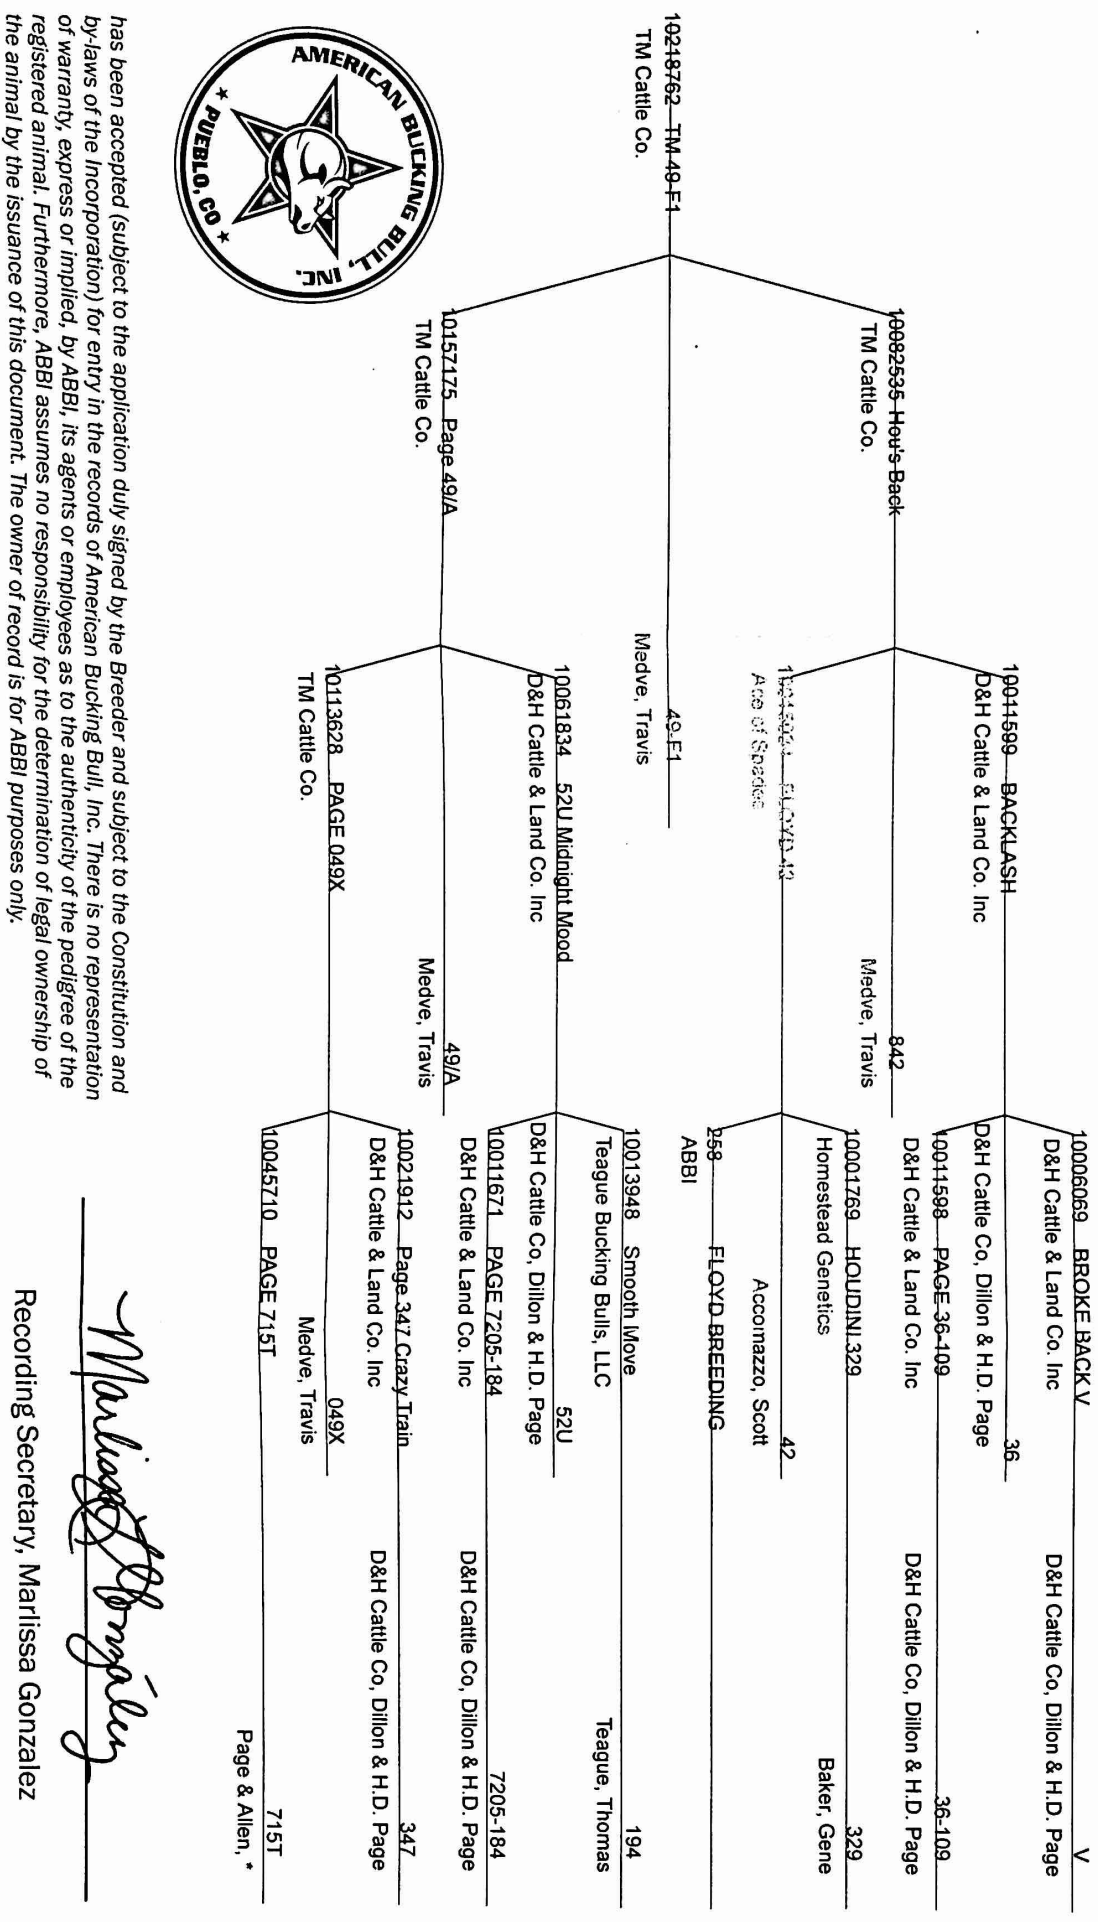 10006069 BROKE BACK V
V
D&H Cattle & Land Co. Inc
D&H Cattle Co, Dillon & H.D. Page
10011599 BACKLASH
36
D&H Cattle & Land Co. Inc
D&H Cattle Co, Dillon & H.D. Page
10011598 PAGE 36-109
36-109
D&H Cattle & Land Co. Inc
D&H Cattle Co, Dillon & H.D. Page
10082535 Hou's Back
842
TM Cattle Co.
Medve, Travis
10001769 HOUDINI 329
329
Homestead Genetics
Baker, Gene
FLOYD 42
42
Ace of Spades
Accomazzo, Scott
258 FLOYD BREEDING
ABBI
10218762 TM 49-F1
49-F1
TM Cattle Co.
Medve, Travis
10013948 Smooth Move
194
Teague Bucking Bulls, LLC
Teague, Thomas
10061834 52U Midnight Mood
52U
D&H Cattle & Land Co. Inc
D&H Cattle Co, Dillon & H.D. Page
10011671 PAGE 7205-184
7205-184
D&H Cattle & Land Co. Inc
D&H Cattle Co, Dillon & H.D. Page
10157175 Page 49/A
49/A
TM Cattle Co.
Medve, Travis
10021912 Page 347 Crazy Train
347
D&H Cattle & Land Co. Inc
D&H Cattle Co, Dillon & H.D. Page
10113628 PAGE 049X
049X
TM Cattle Co.
Medve, Travis
10045710 PAGE 715T
715T
Page & Allen, *
AMERICAN BUCKING BULL, INC.
★ PUEBLO, CO ★
has been accepted (subject to the application duly signed by the Breeder and subject to the Constitution and
by-laws of the Incorporation) for entry in the records of American Bucking Bull, Inc. There is no representation
of warranty, express or implied, by ABBI, its agents or employees as to the authenticity of the pedigree of the
registered animal. Furthermore, ABBI assumes no responsibility for the determination of legal ownership of
the animal by the issuance of this document. The owner of record is for ABBI purposes only.
Marlissa Gonzalez
Recording Secretary, Marlissa Gonzalez